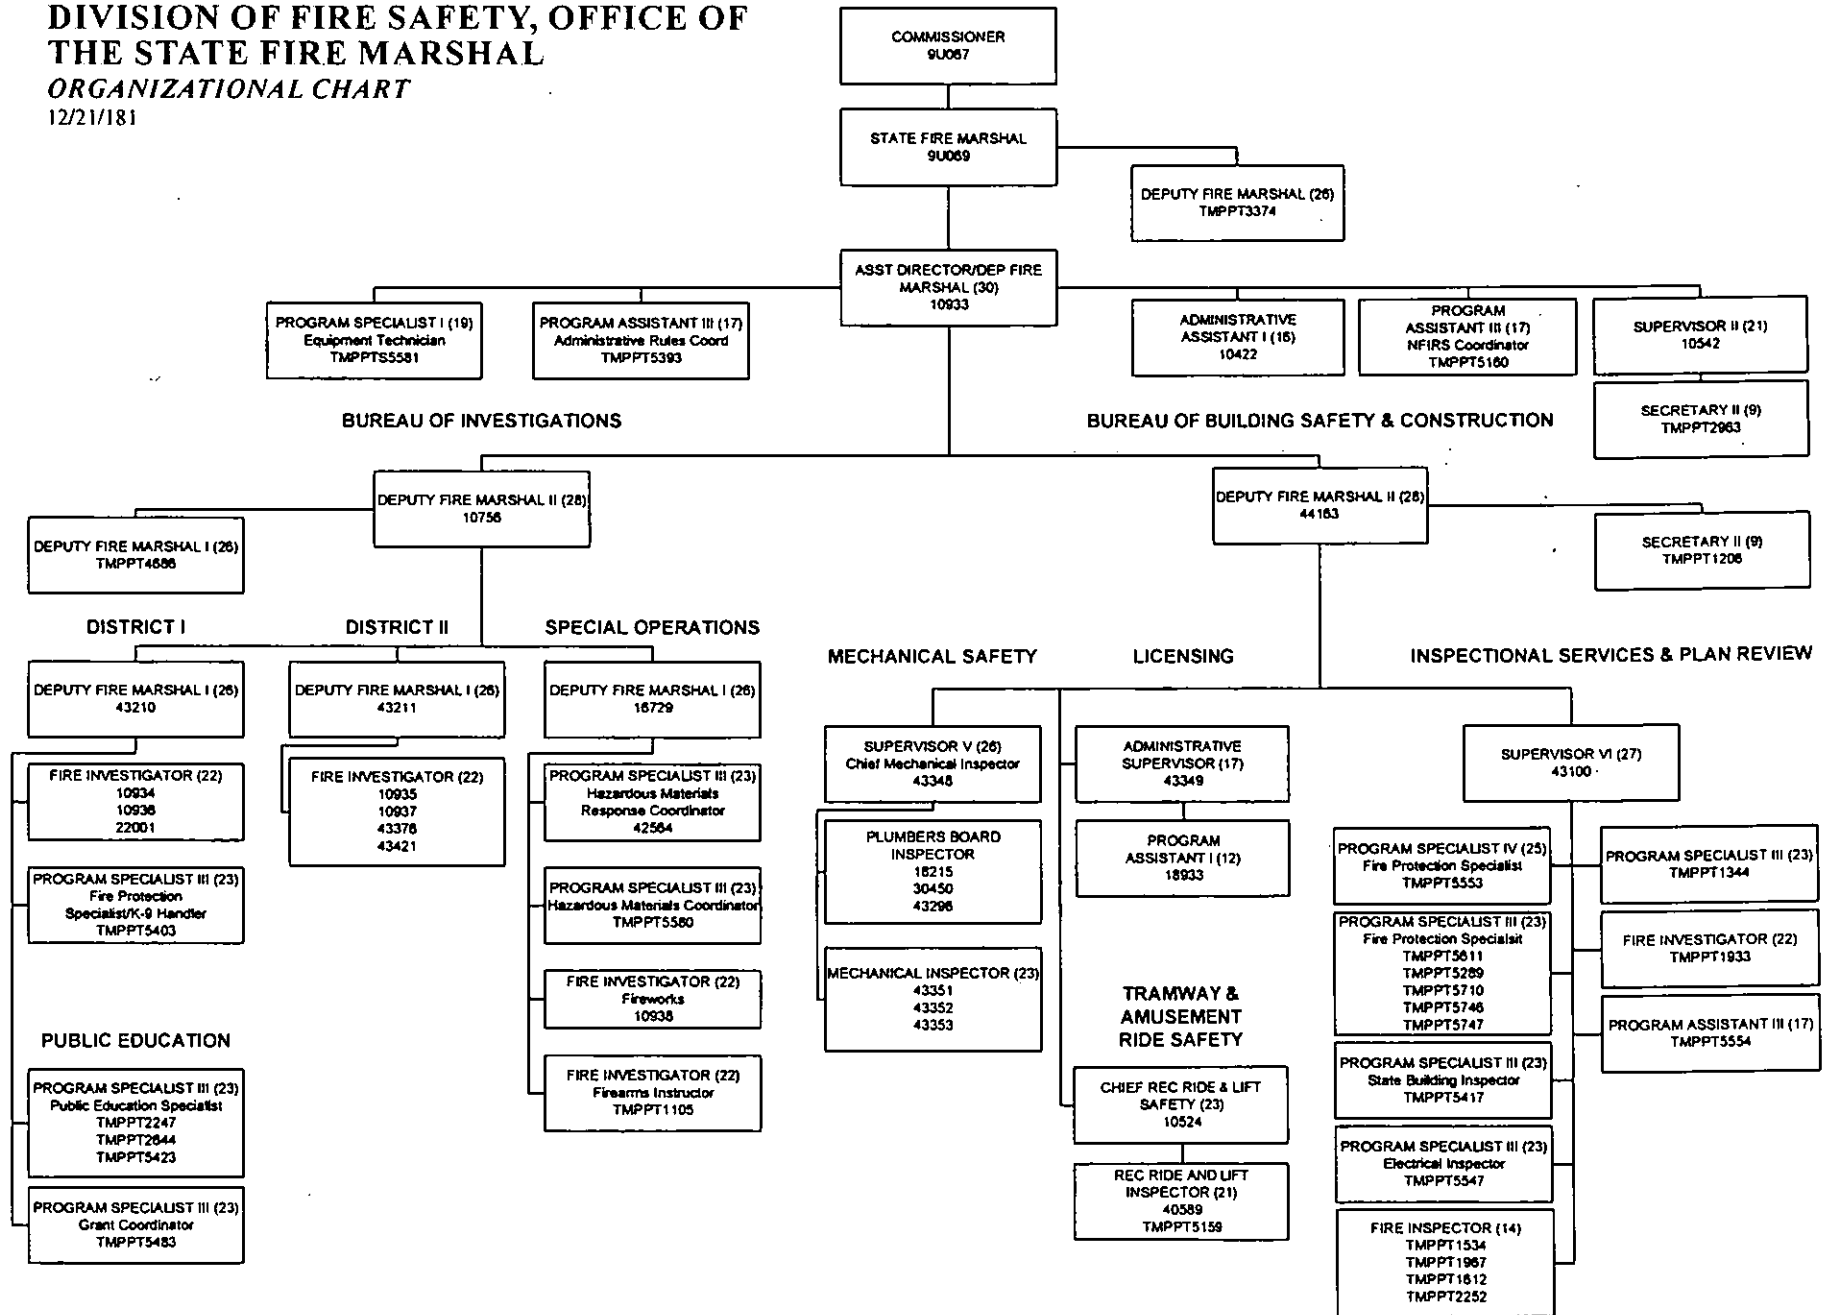 DIVISION OF FIRE SAFETY, OFFICE OF
THE STATE FIRE MARSHAL
ORGANIZATIONAL CHART
12/21/181
COMMISSIONER
9U067
STATE FIRE MARSHAL
9U069
DEPUTY FIRE MARSHAL (26)
TMPPT3374
ASST DIRECTOR/DEP FIRE
MARSHAL (30)
10933
PROGRAM SPECIALIST I (19)
Equipment Technician
TMPPTS5581
PROGRAM ASSISTANT III (17)
Administrative Rules Coord
TMPPT5393
ADMINISTRATIVE
ASSISTANT I (16)
10422
PROGRAM
ASSISTANT III (17)
NFIRS Coordinator
TMPPT5160
SUPERVISOR II (21)
10542
SECRETARY II (9)
TMPPT2963
BUREAU OF INVESTIGATIONS
BUREAU OF BUILDING SAFETY & CONSTRUCTION
DEPUTY FIRE MARSHAL II (28)
10756
DEPUTY FIRE MARSHAL I (26)
TMPPT4686
DEPUTY FIRE MARSHAL II (28)
44163
SECRETARY II (9)
TMPPT1206
DISTRICT I
DISTRICT II
SPECIAL OPERATIONS
DEPUTY FIRE MARSHAL I (26)
43210
DEPUTY FIRE MARSHAL I (26)
43211
DEPUTY FIRE MARSHAL I (26)
16729
FIRE INVESTIGATOR (22)
10934
10936
22001
PROGRAM SPECIALIST III (23)
Fire Protection
Specialist/K-9 Handler
TMPPT5403
PUBLIC EDUCATION
PROGRAM SPECIALIST III (23)
Public Education Specialist
TMPPT2247
TMPPT2644
TMPPT5423
PROGRAM SPECIALIST III (23)
Grant Coordinator
TMPPT5483
FIRE INVESTIGATOR (22)
10935
10937
43376
43421
PROGRAM SPECIALIST III (23)
Hazardous Materials
Response Coordinator
42564
PROGRAM SPECIALIST III (23)
Hazardous Materials Coordinator
TMPPT5580
FIRE INVESTIGATOR (22)
Fireworks
10938
FIRE INVESTIGATOR (22)
Firearms Instructor
TMPPT1105
MECHANICAL SAFETY
LICENSING
INSPECTIONAL SERVICES & PLAN REVIEW
SUPERVISOR V (26)
Chief Mechanical Inspector
43348
PLUMBERS BOARD
INSPECTOR
18215
30450
43296
MECHANICAL INSPECTOR (23)
43351
43352
43353
ADMINISTRATIVE
SUPERVISOR (17)
43349
PROGRAM
ASSISTANT I (12)
18933
TRAMWAY &
AMUSEMENT
RIDE SAFETY
CHIEF REC RIDE & LIFT
SAFETY (23)
10524
REC RIDE AND LIFT
INSPECTOR (21)
40589
TMPPT5159
SUPERVISOR VI (27)
43100
PROGRAM SPECIALIST IV (25)
Fire Protection Specialist
TMPPT5553
PROGRAM SPECIALIST III (23)
Fire Protection Specialsit
TMPPT5611
TMPPT5289
TMPPT5710
TMPPT5746
TMPPT5747
PROGRAM SPECIALIST III (23)
State Building Inspector
TMPPT5417
PROGRAM SPECIALIST III (23)
Electrical Inspector
TMPPT5547
FIRE INSPECTOR (14)
TMPPT1534
TMPPT1967
TMPPT1612
TMPPT2252
PROGRAM SPECIALIST III (23)
TMPPT1344
FIRE INVESTIGATOR (22)
TMPPT1933
PROGRAM ASSISTANT III (17)
TMPPT5554